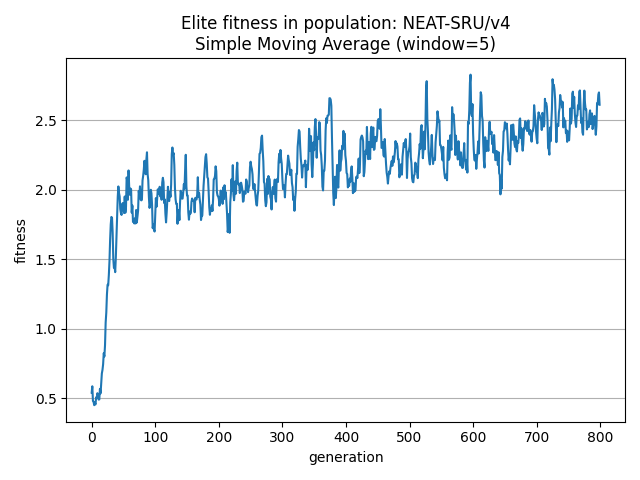 Elite fitness in population: NEAT-SRU/v4
Simple Moving Average (window=5)
fitness
2.5
2.0
1.5
1.0
0.5
0 100 200 300 400 500 600 700 800
generation